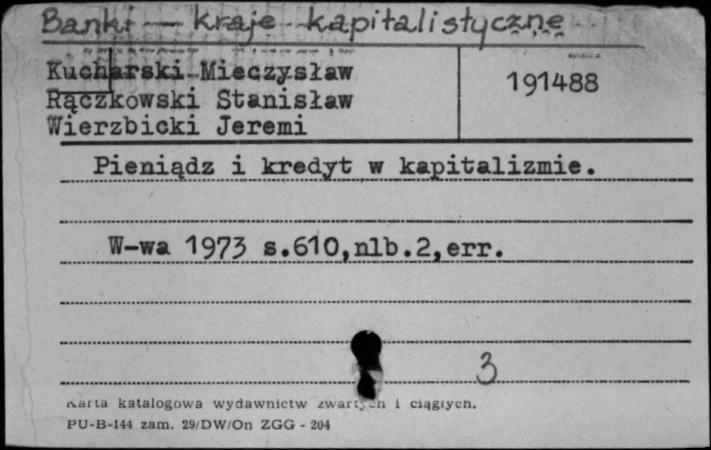 Banki — kraje kapitalistyczne
Kucharski Mieczysław
191488
Rączkowski Stanisław
Wierzbicki Jeremi
Pieniądz i kredyt w kapitalizmie.
W-wa 1973 s.610,nlb.2,err.
3
Karta katalogowa wydawnictw zwartych i ciągłych.
PU-B-144 zam. 29/DW/On ZGG - 204